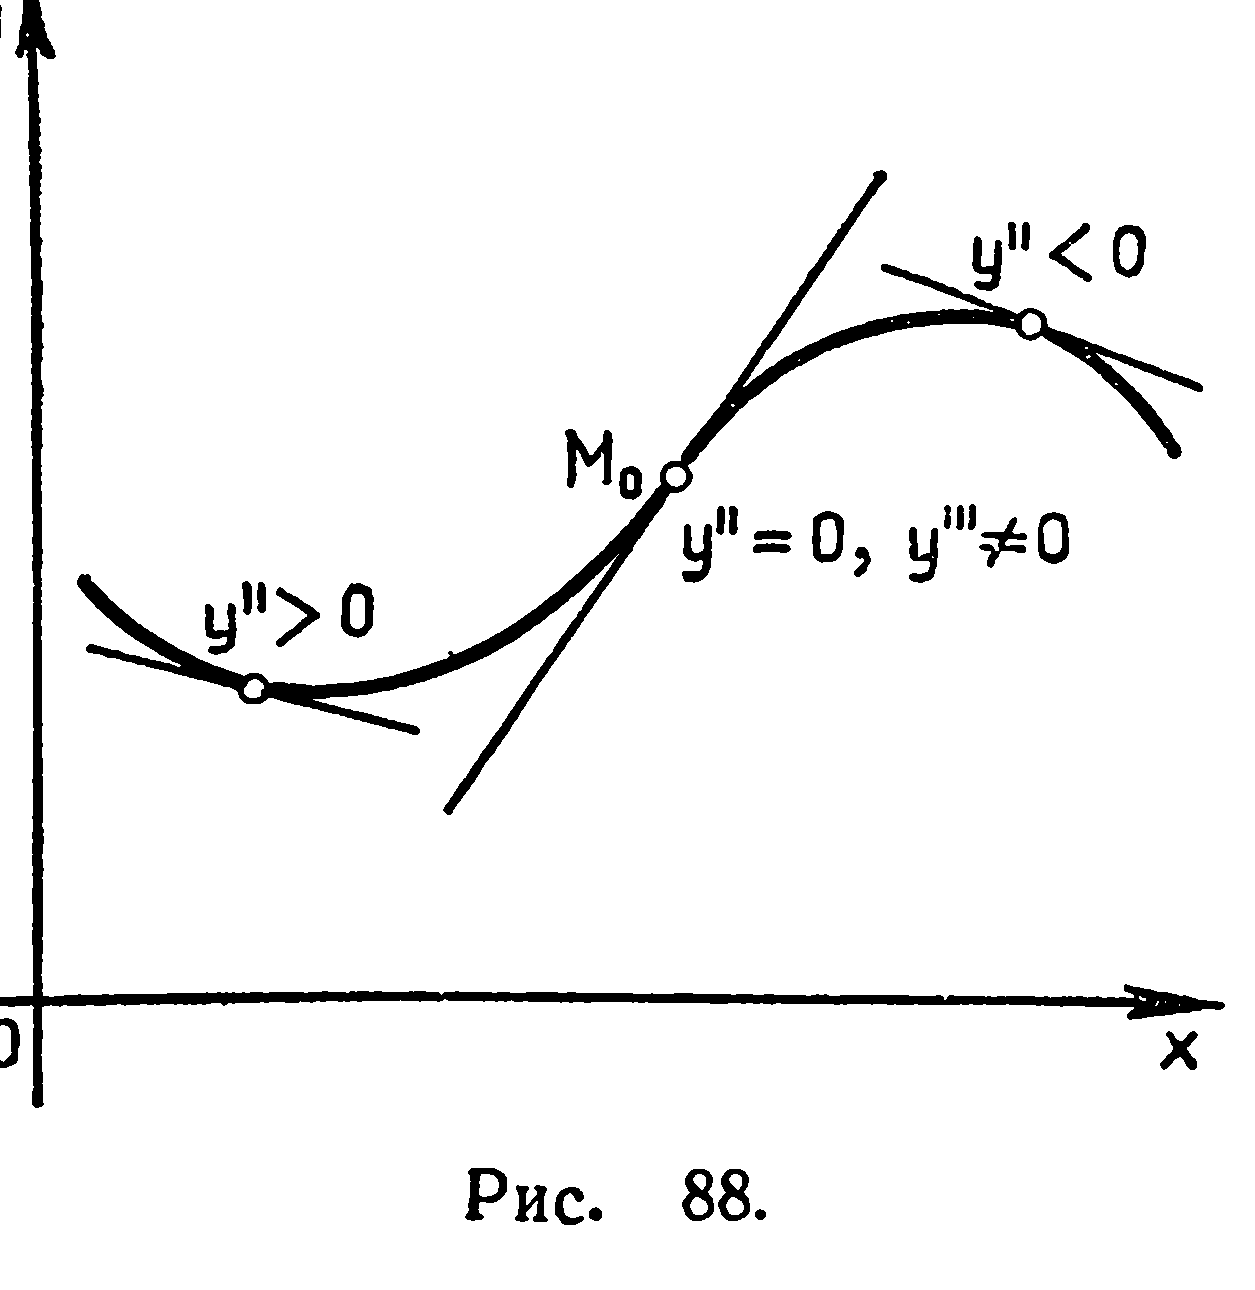 y'' < 0
M₀
y'' = 0, y''' ≠ 0
y'' > 0
0
x
Рис. 88.